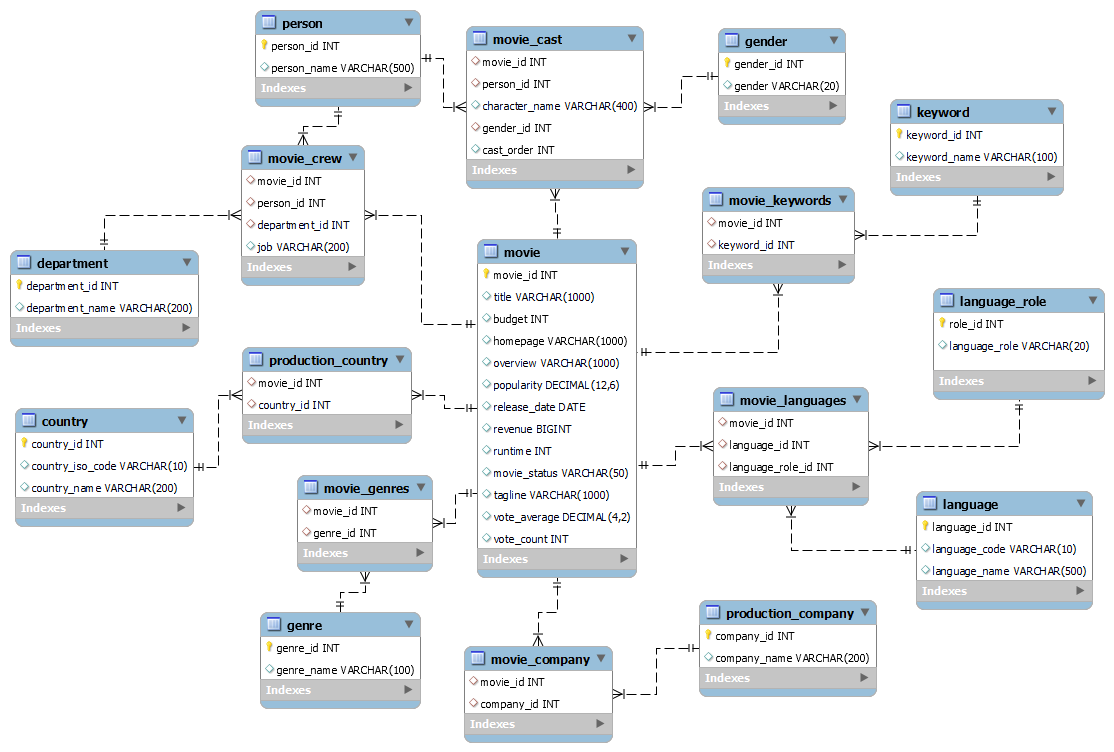 person
person_id INT
person_name VARCHAR(500)
Indexes
movie_cast
movie_id INT
person_id INT
character_name VARCHAR(400)
gender_id INT
cast_order INT
Indexes
gender
gender_id INT
gender VARCHAR(20)
Indexes
keyword
keyword_id INT
keyword_name VARCHAR(100)
Indexes
movie_crew
movie_id INT
person_id INT
department_id INT
job VARCHAR(200)
Indexes
movie_keywords
movie_id INT
keyword_id INT
Indexes
department
department_id INT
department_name VARCHAR(200)
Indexes
movie
movie_id INT
title VARCHAR(1000)
budget INT
homepage VARCHAR(1000)
overview VARCHAR(1000)
popularity DECIMAL(12,6)
release_date DATE
revenue BIGINT
runtime INT
movie_status VARCHAR(50)
tagline VARCHAR(1000)
vote_average DECIMAL(4,2)
vote_count INT
Indexes
language_role
role_id INT
language_role VARCHAR(20)
Indexes
production_country
movie_id INT
country_id INT
Indexes
country
country_id INT
country_iso_code VARCHAR(10)
country_name VARCHAR(200)
Indexes
movie_languages
movie_id INT
language_id INT
language_role_id INT
Indexes
movie_genres
movie_id INT
genre_id INT
Indexes
language
language_id INT
language_code VARCHAR(10)
language_name VARCHAR(500)
Indexes
genre
genre_id INT
genre_name VARCHAR(100)
Indexes
movie_company
movie_id INT
company_id INT
Indexes
production_company
company_id INT
company_name VARCHAR(200)
Indexes